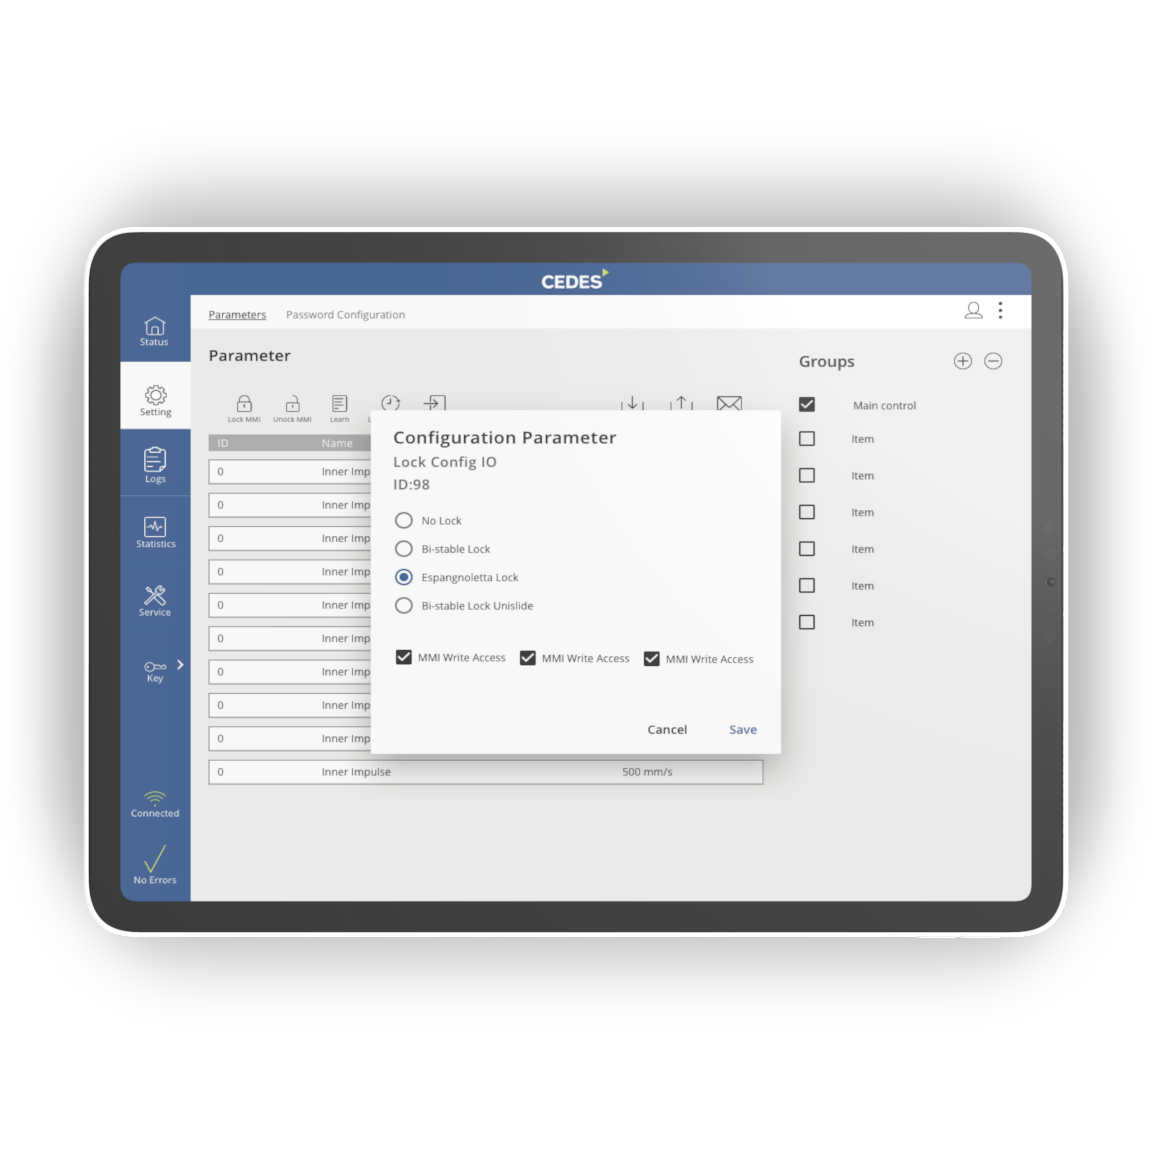 CEDES
Parameters Password Configuration
Status
Setting
Logs
Statistics
Service
Key
Connected
No Errors
Parameter
Lock MMI Unock MMI Learn
ID Name
0 Inner Imp
0 Inner Imp
0 Inner Imp
0 Inner Imp
0 Inner Imp
0 Inner Imp
0 Inner Imp
0 Inner Imp
0 Inner Imp
0 Inner Impulse 500 mm/s
Configuration Parameter
Lock Config IO
ID:98
No Lock
Bi-stable Lock
Espangnoletta Lock
Bi-stable Lock Unislide
MMI Write Access MMI Write Access MMI Write Access
Cancel Save
Groups
Main control
Item
Item
Item
Item
Item
Item